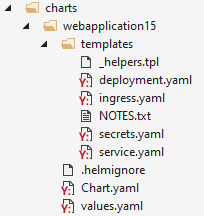 charts
webapplication15
templates
_helpers.tpl
deployment.yaml
ingress.yaml
NOTES.txt
secrets.yaml
service.yaml
.helmignore
Chart.yaml
values.yaml